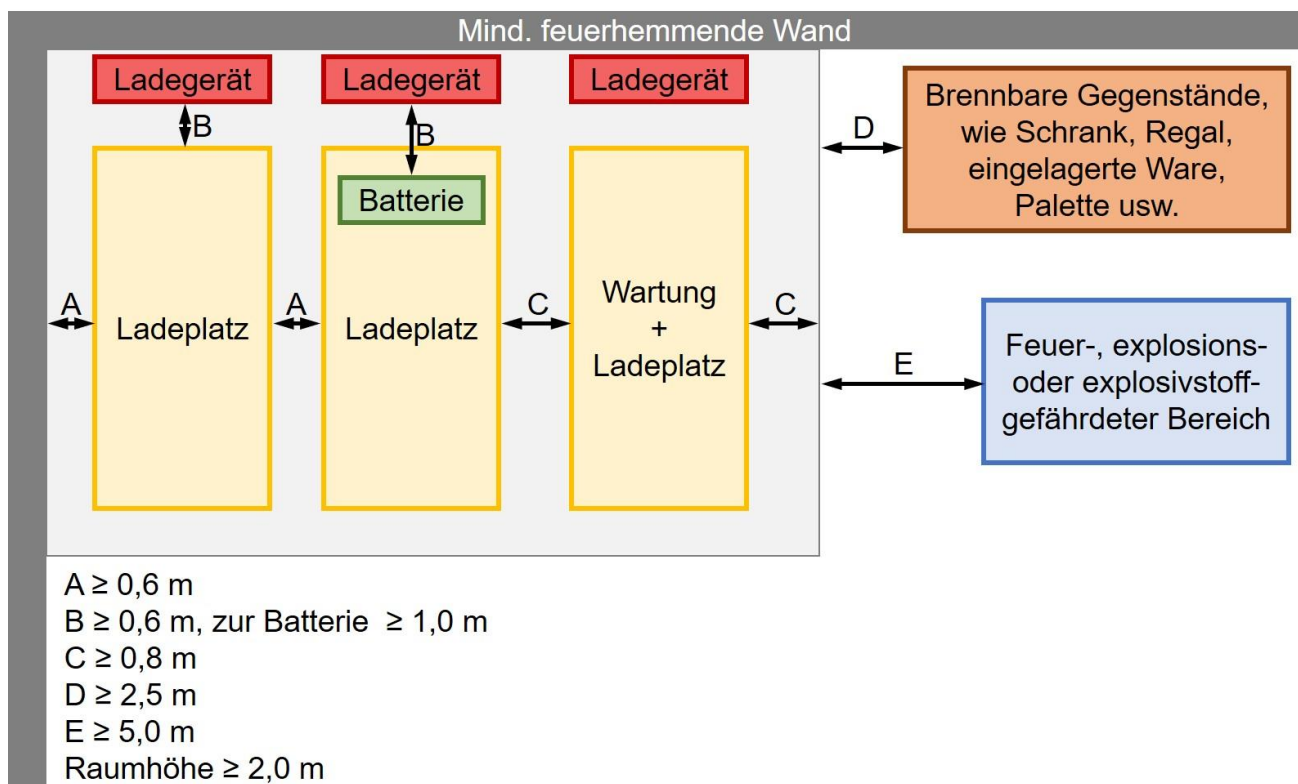 Mind. feuerhemmende Wand
Ladegerät
Ladegerät
Ladegerät
B
B
Batterie
A
Ladeplatz
A
Ladeplatz
C
Wartung
+
Ladeplatz
C
D
Brennbare Gegenstände,
wie Schrank, Regal,
eingelagerte Ware,
Palette usw.
E
Feuer-, explosions-
oder explosivstoff-
gefährdeter Bereich
A ≥ 0,6 m
B ≥ 0,6 m, zur Batterie ≥ 1,0 m
C ≥ 0,8 m
D ≥ 2,5 m
E ≥ 5,0 m
Raumhöhe ≥ 2,0 m